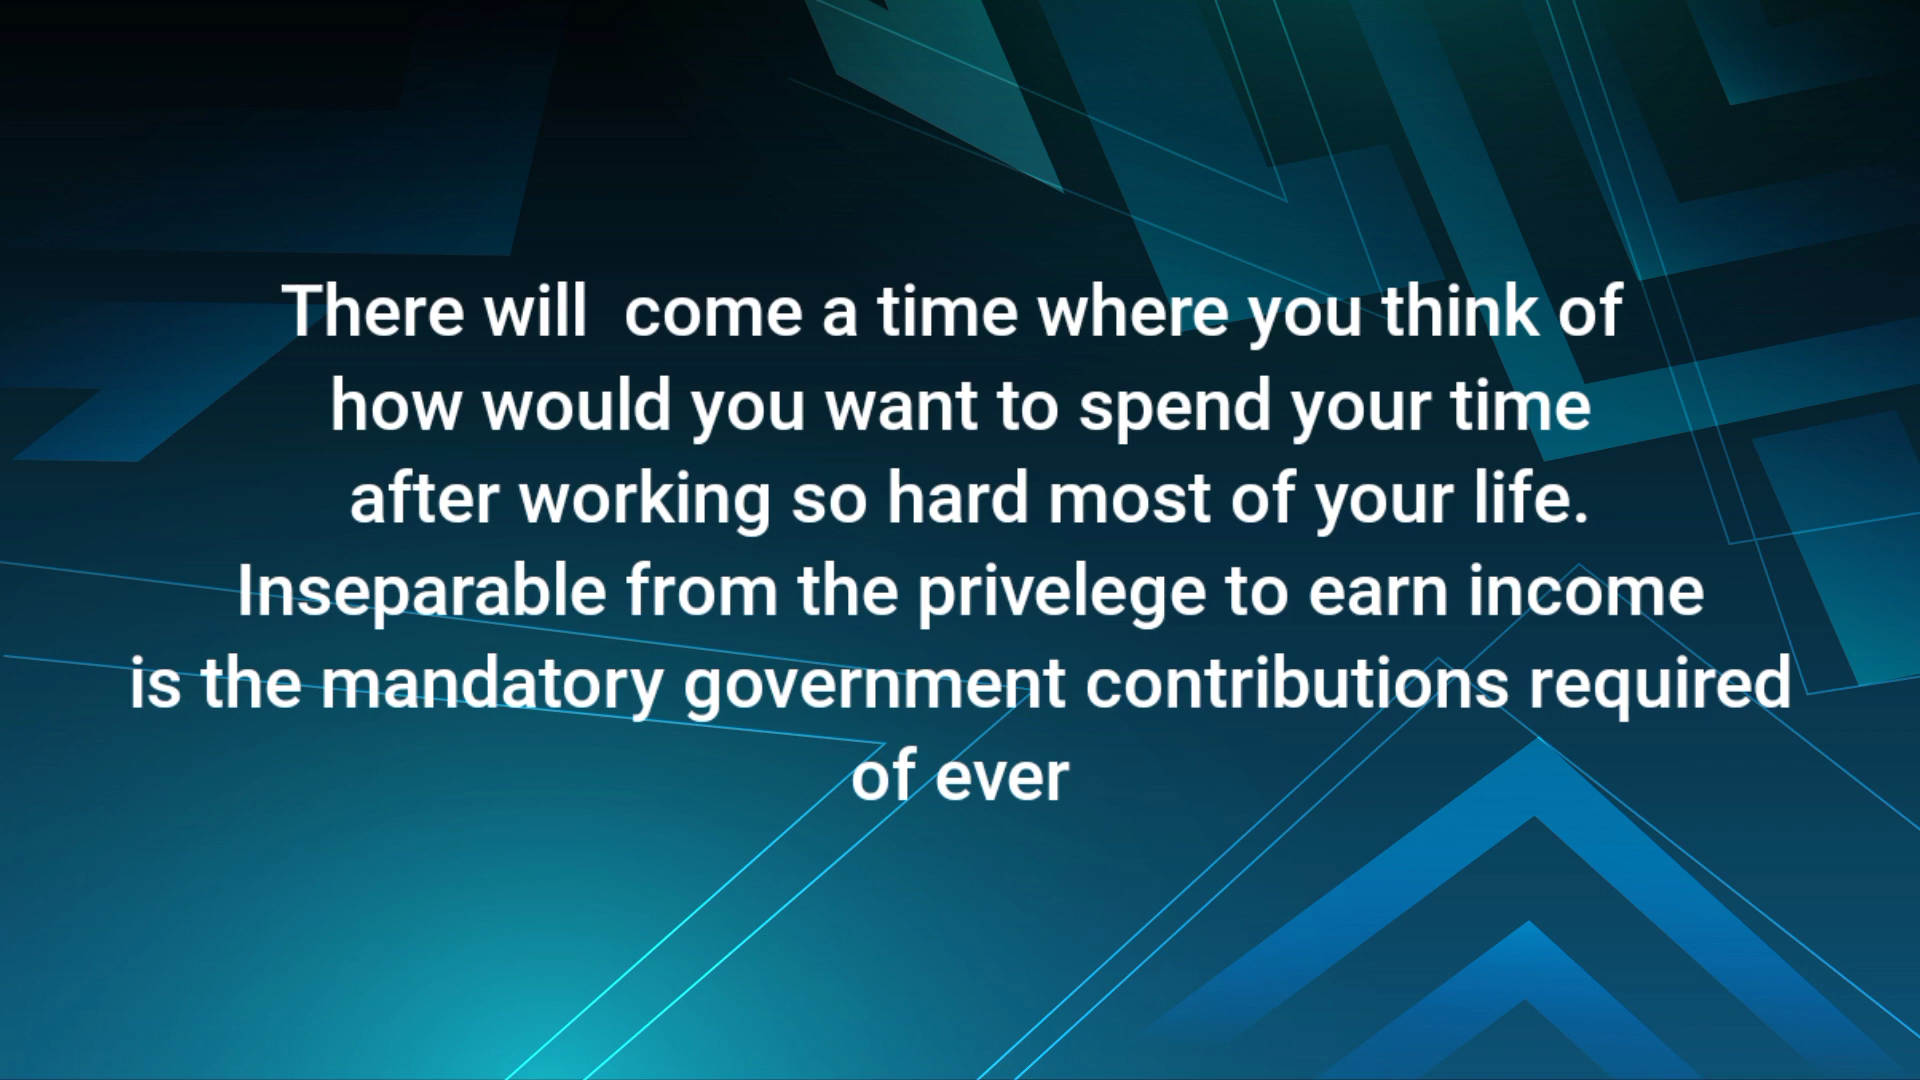 There will  come a time where you think of
how would you want to spend your time
after working so hard most of your life.
Inseparable from the privelege to earn income
is the mandatory government contributions required
of ever